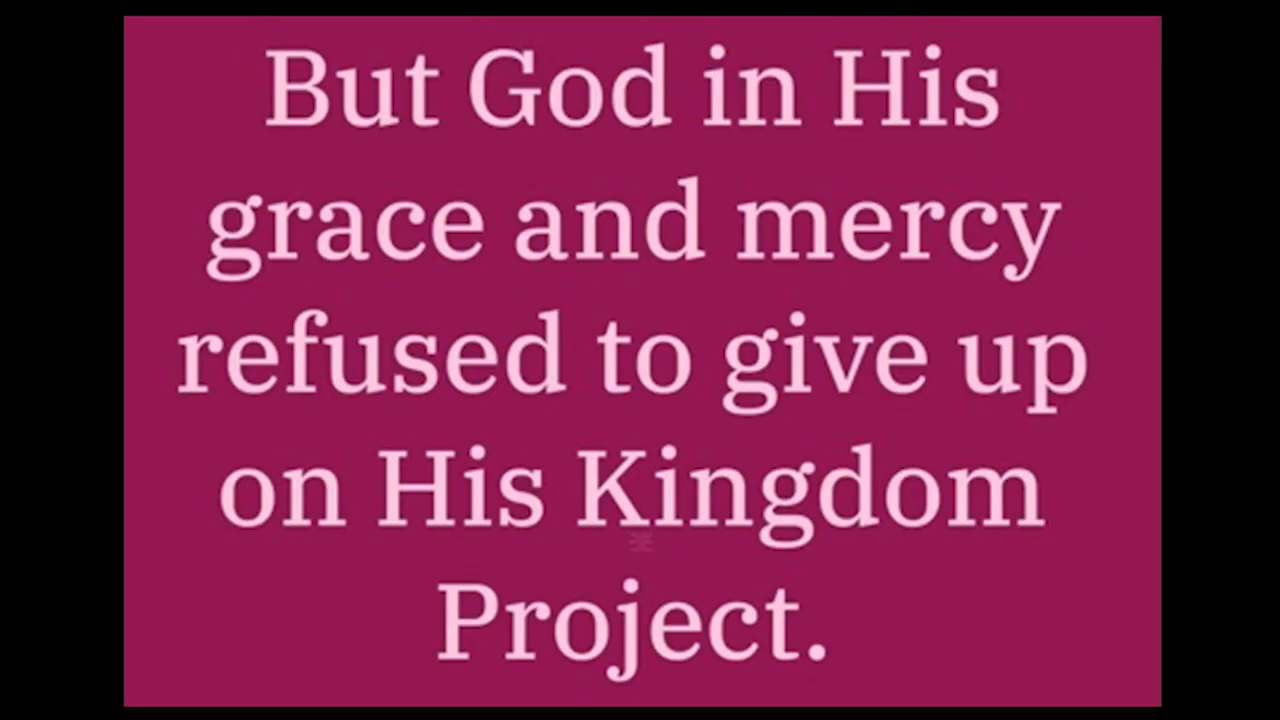 But God in His
grace and mercy
refused to give up
on His Kingdom
Project.